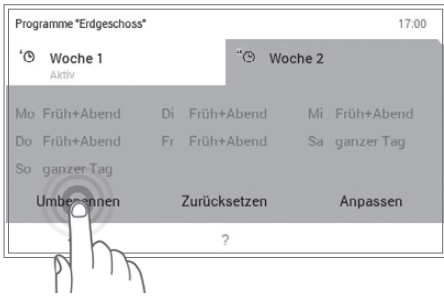 Programme "Erdgeschoss" 17:00
Woche 1 Woche 2
Aktiv
Mo Früh+Abend Di Früh+Abend Mi Früh+Abend
Do Früh+Abend Fr Früh+Abend Sa ganzer Tag
So ganzer Tag
Umbenennen Zurücksetzen Anpassen
?